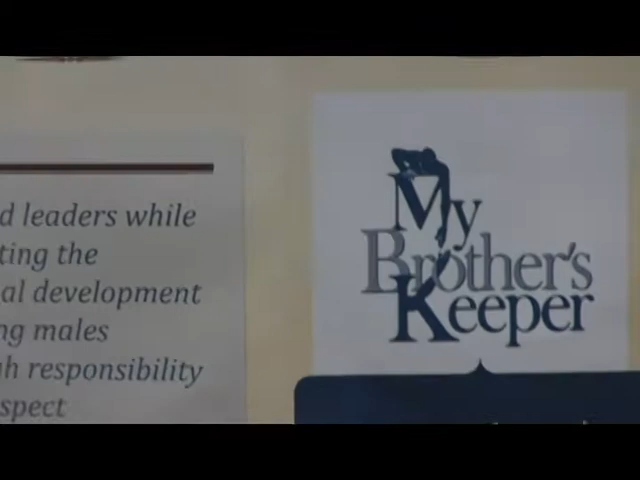 d leaders while
ting the
al development
ng males
h responsibility
spect
My
Brother's
Keeper